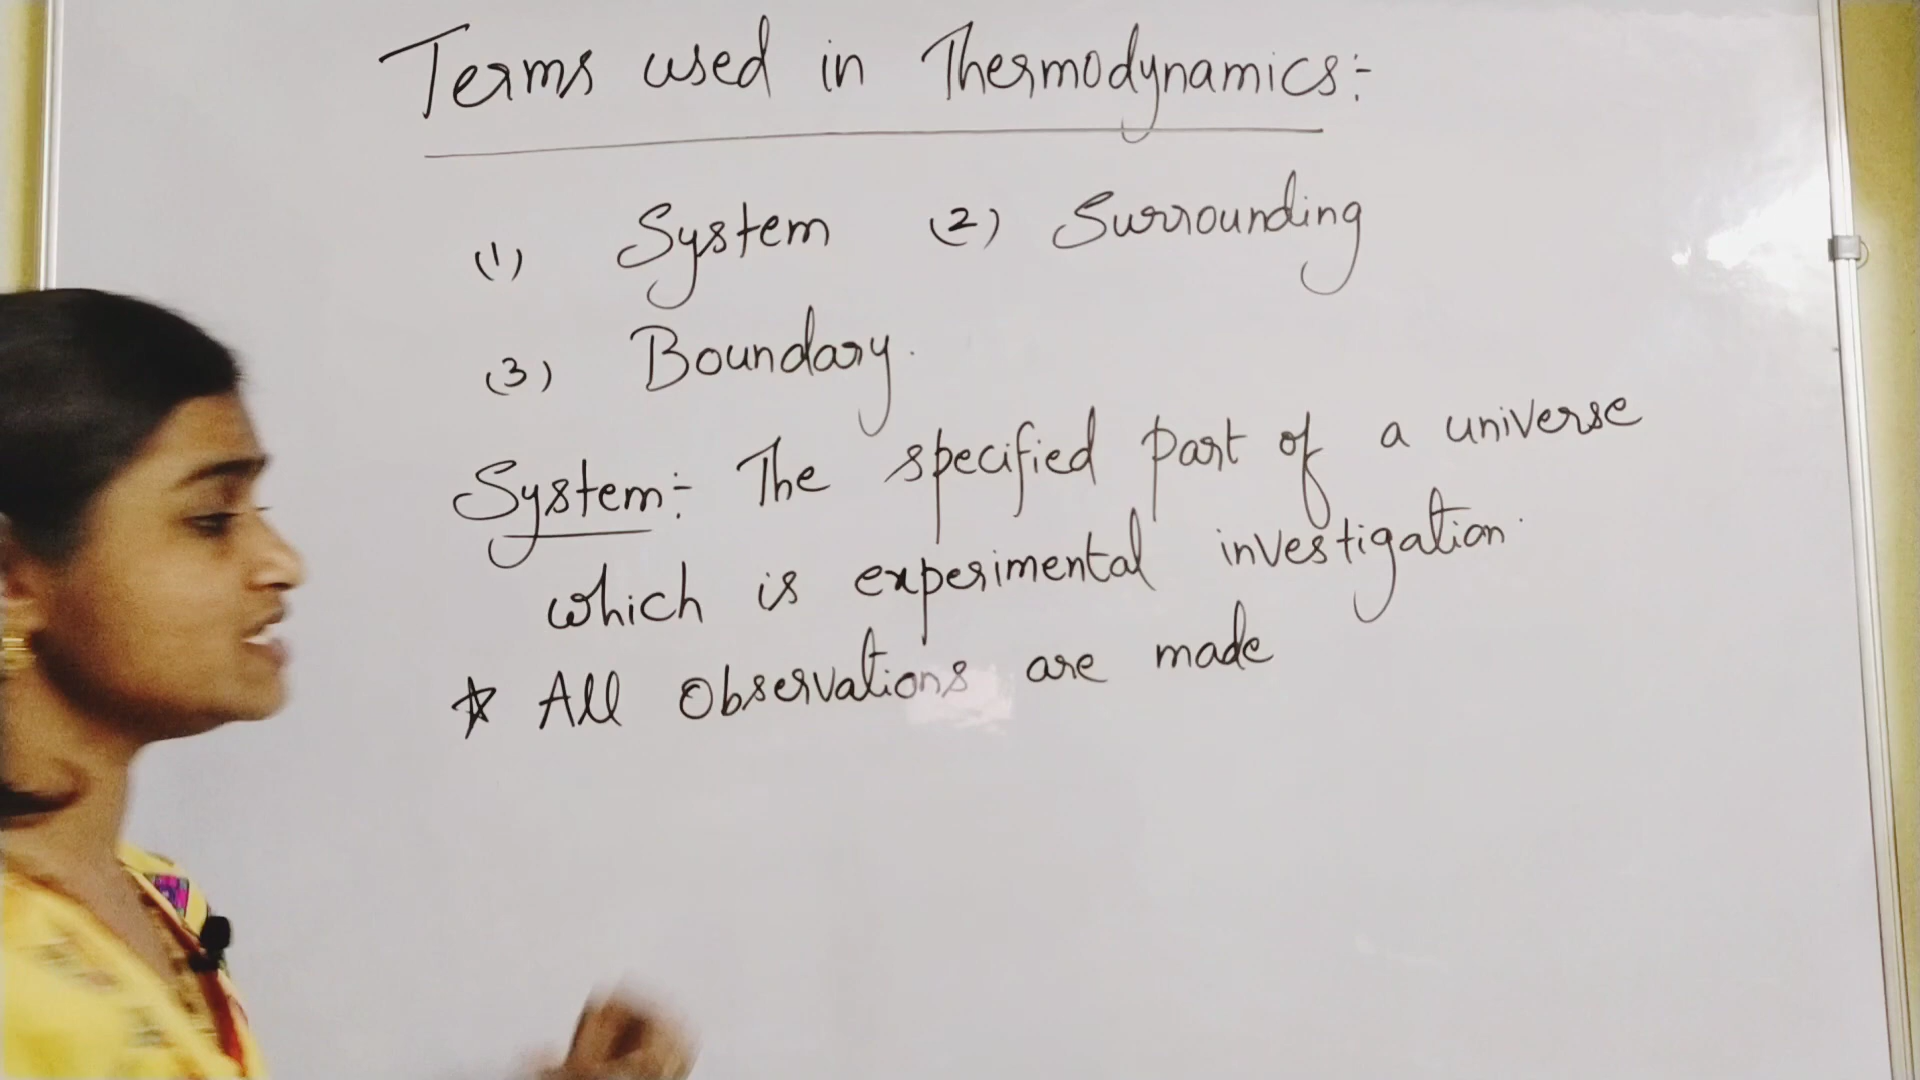 Terms used in Thermodynamics:-
(1) System (2) Surrounding
(3) Boundary.
System:- The specified part of a universe
which is experimental investigation.
☆ All Observations are made